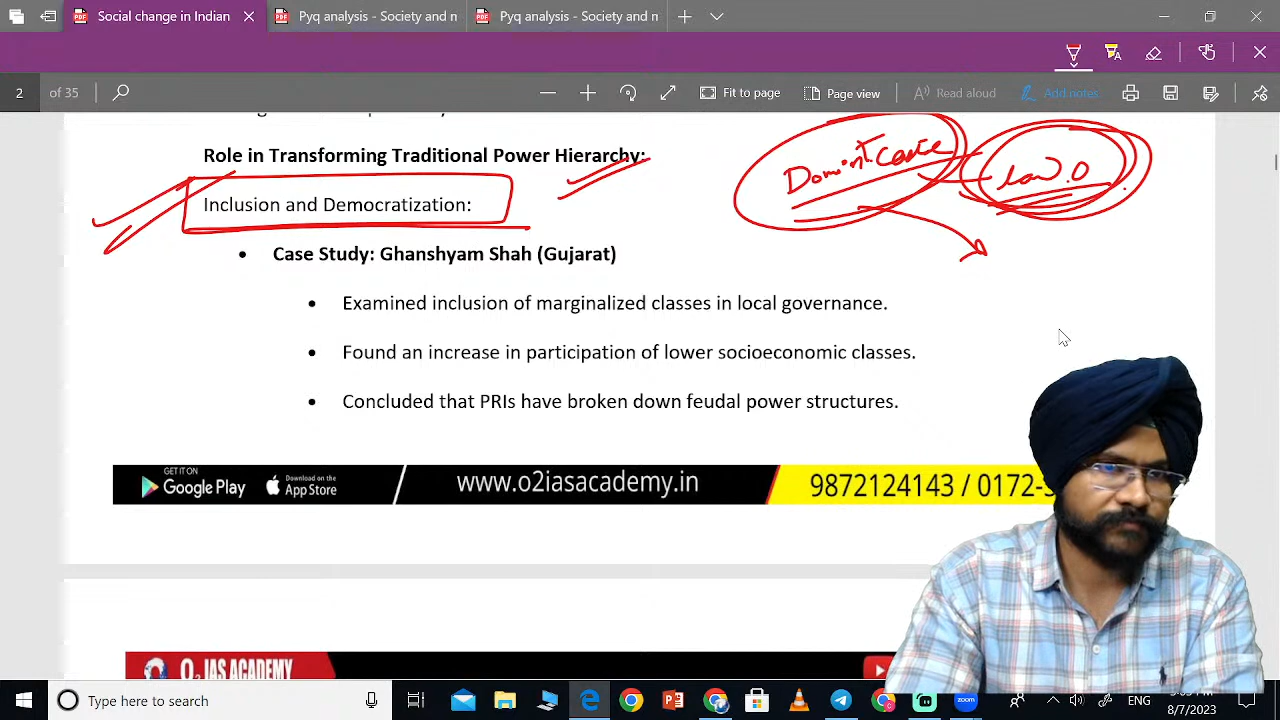 Social change in Indian
Pyq analysis - Society and n
Pyq analysis - Society and n
2 of 35
Fit to page
Page view
Read aloud
Add notes
Role in Transforming Traditional Power Hierarchy:
Inclusion and Democratization:
• Case Study: Ghanshyam Shah (Gujarat)
• Examined inclusion of marginalized classes in local governance.
• Found an increase in participation of lower socioeconomic classes.
• Concluded that PRIs have broken down feudal power structures.
GET IT ON
Google Play
Download on the
App Store
www.o2iasacademy.in
9872124143 / 0172-
IAS ACADEMY
Type here to search
zoom
ENG
8/7/2023